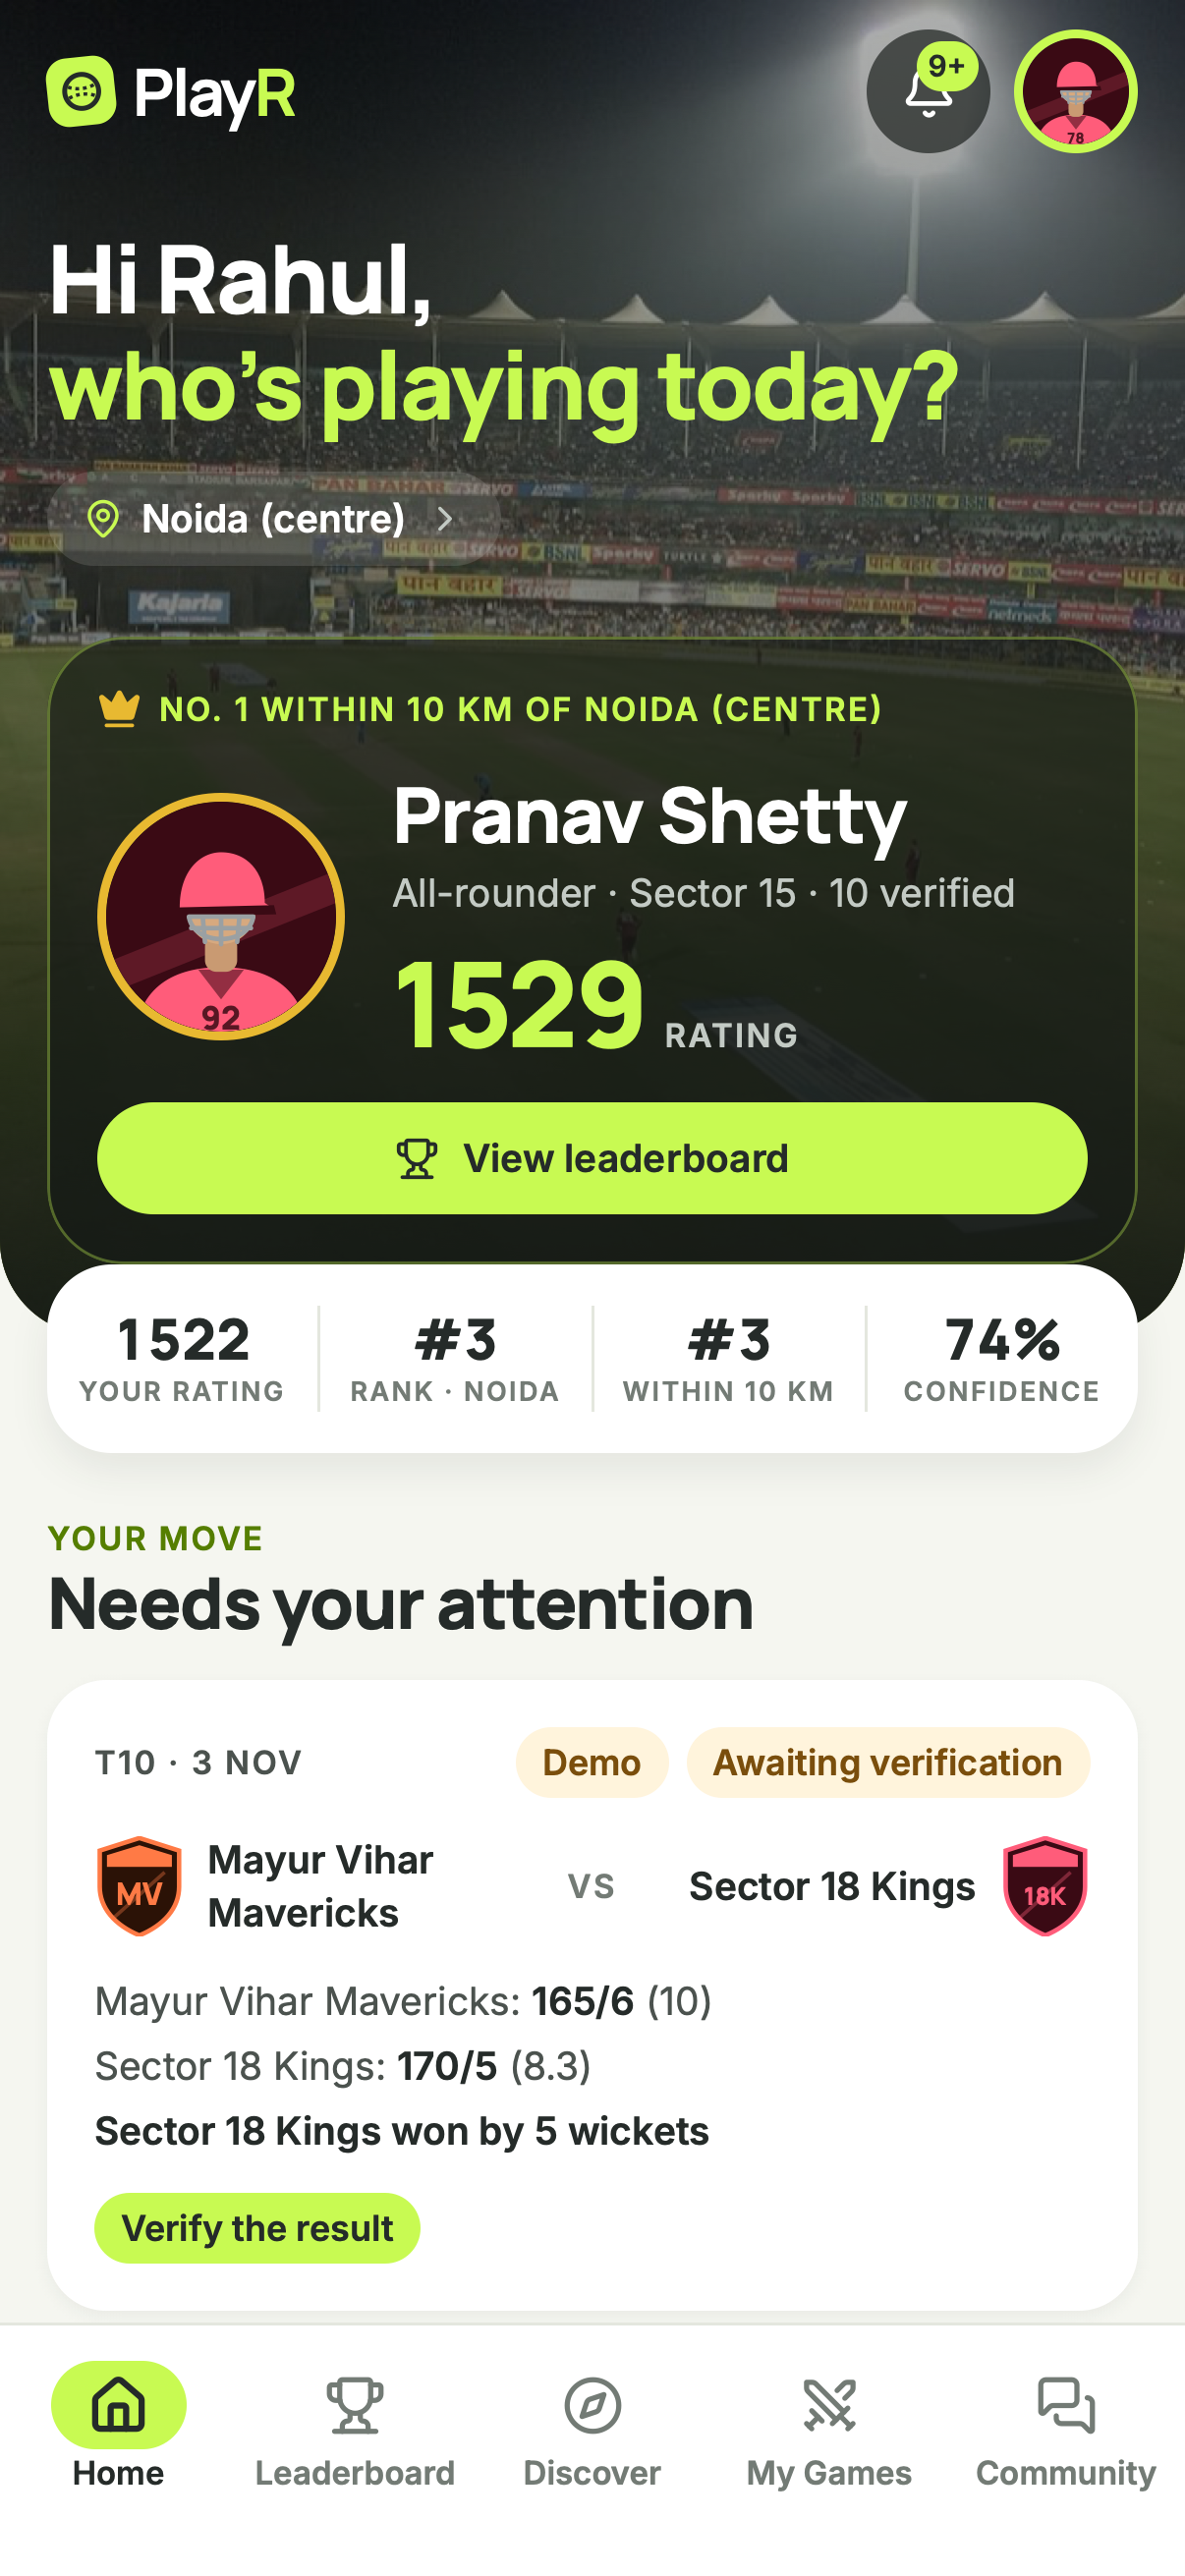 PlayR
9+
78
Hi Rahul,
who's playing today?
Noida (centre)
Kajaria
NO. 1 WITHIN 10 KM OF NOIDA (CENTRE)
Pranav Shetty
All-rounder · Sector 15 · 10 verified
92
1529 RATING
View leaderboard
1522 #3 #3 74%
YOUR RATING RANK · NOIDA WITHIN 10 KM CONFIDENCE
YOUR MOVE
Needs your attention
T10 · 3 NOV Demo Awaiting verification
MV Mayur Vihar Mavericks VS Sector 18 Kings 18K
Mayur Vihar Mavericks: 165/6 (10)
Sector 18 Kings: 170/5 (8.3)
Sector 18 Kings won by 5 wickets
Verify the result
Home Leaderboard Discover My Games Community